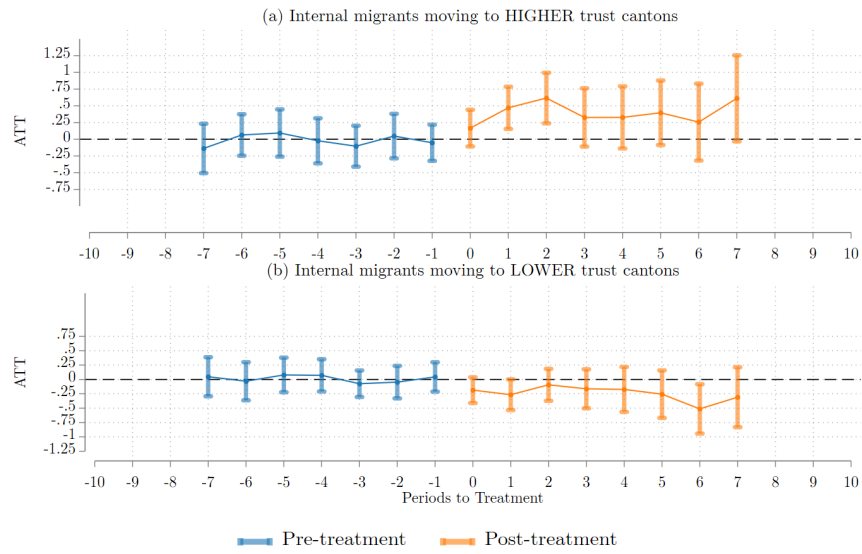 (a) Internal migrants moving to HIGHER trust cantons
1.25
1
.75
.5
.25
0
-.25
-.5
-.75
ATT
-10 -9 -8 -7 -6 -5 -4 -3 -2 -1 0 1 2 3 4 5 6 7 8 9 10
(b) Internal migrants moving to LOWER trust cantons
.75
.5
.25
0
-.25
-.5
-.75
-1
-1.25
ATT
-10 -9 -8 -7 -6 -5 -4 -3 -2 -1 0 1 2 3 4 5 6 7 8 9 10
Periods to Treatment
Pre-treatment Post-treatment